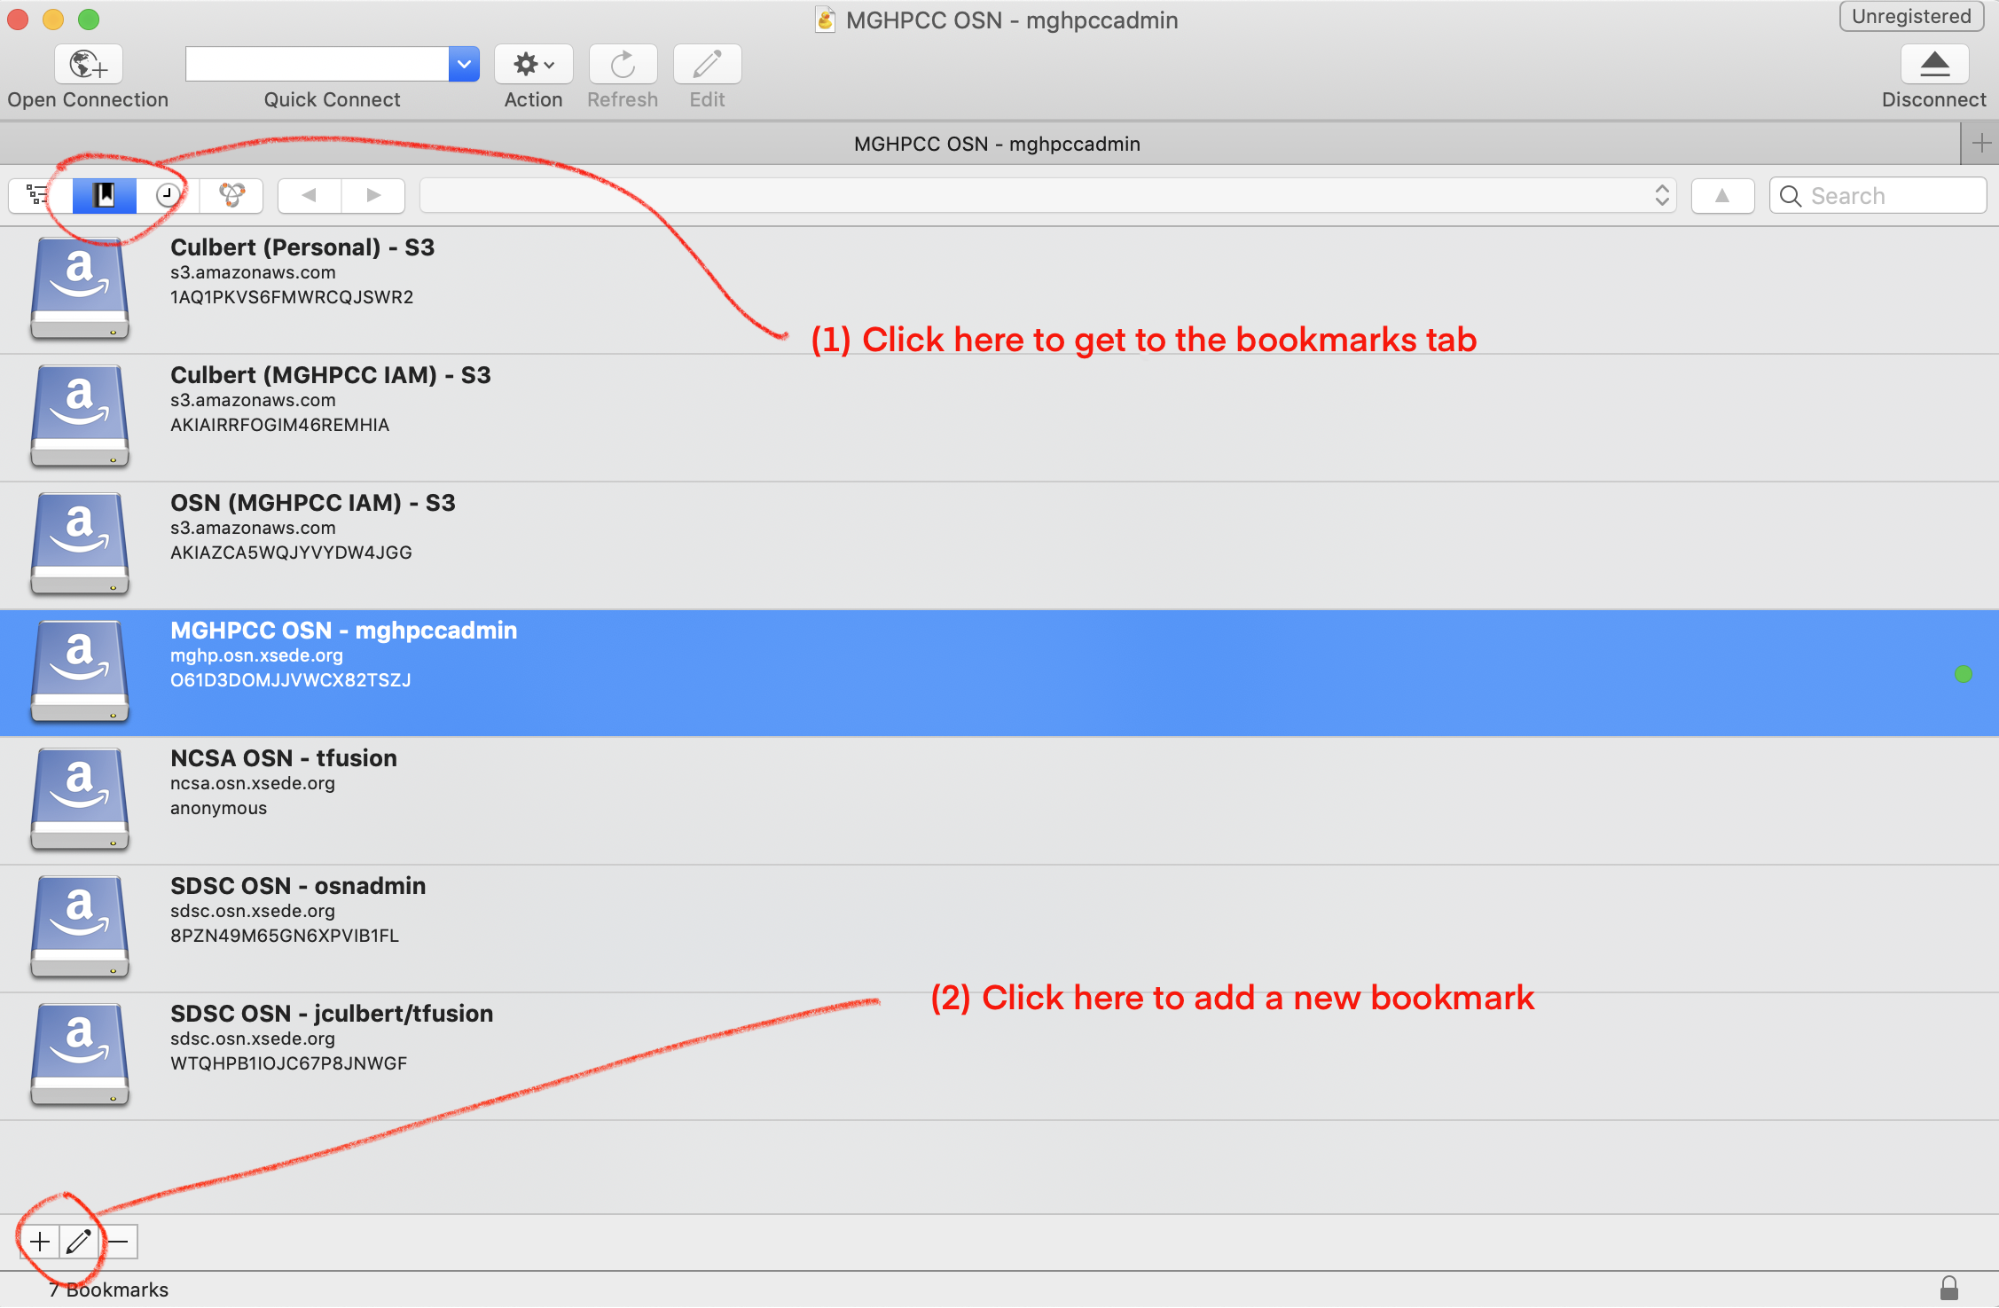 MGHPCC OSN - mghpccadmin
Unregistered
Open Connection
Quick Connect
Action
Refresh
Edit
Disconnect
MGHPCC OSN - mghpccadmin
Search
Culbert (Personal) - S3
s3.amazonaws.com
1AQ1PKVS6FMWRCQJSWR2
(1) Click here to get to the bookmarks tab
Culbert (MGHPCC IAM) - S3
s3.amazonaws.com
AKIAIRRFOGIM46REMHIA
OSN (MGHPCC IAM) - S3
s3.amazonaws.com
AKIAZCA5WQJYVYDW4JGG
MGHPCC OSN - mghpccadmin
mghp.osn.xsede.org
O61D3DOMJJVWCX82TSZJ
NCSA OSN - tfusion
ncsa.osn.xsede.org
anonymous
SDSC OSN - osnadmin
sdsc.osn.xsede.org
8PZN49M65GN6XPVIB1FL
(2) Click here to add a new bookmark
SDSC OSN - jculbert/tfusion
sdsc.osn.xsede.org
WTQHPB1IOJC67P8JNWGF
7 Bookmarks